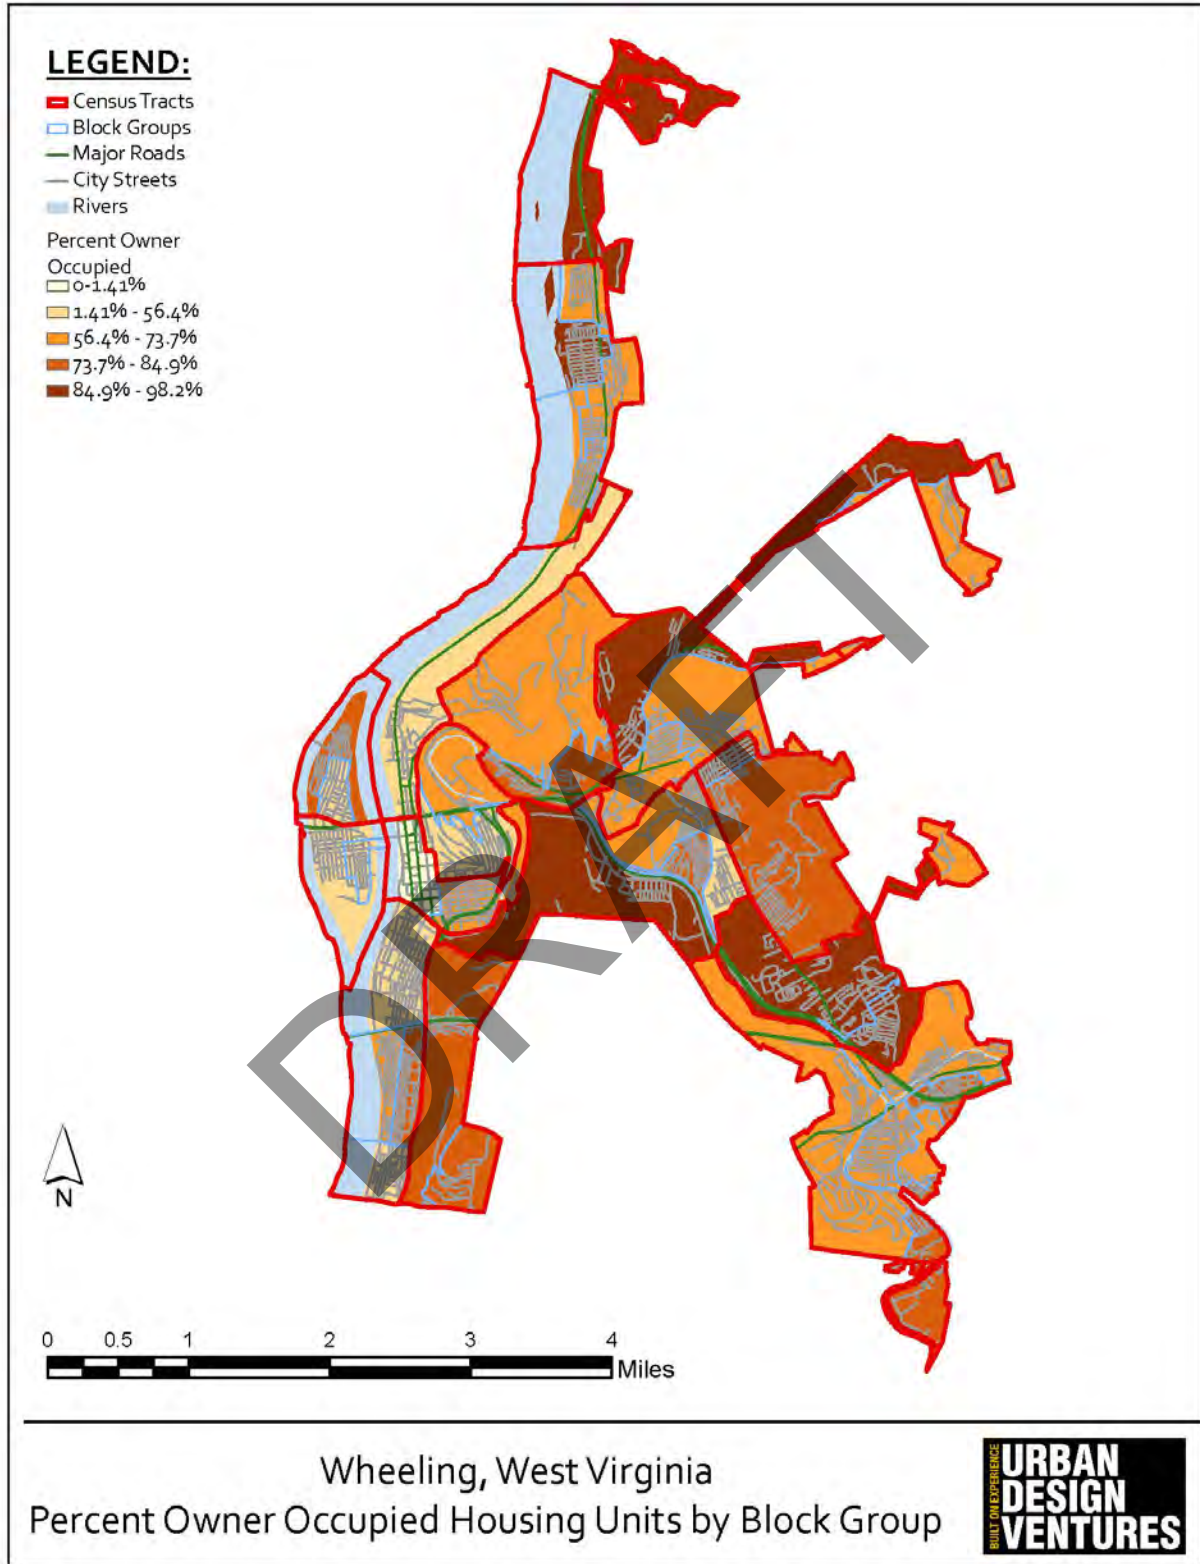 LEGEND:
Census Tracts
Block Groups
Major Roads
City Streets
Rivers
Percent Owner
Occupied
0-1.41%
1.41% - 56.4%
56.4% - 73.7%
73.7% - 84.9%
84.9% - 98.2%
DRAFT
N
0 0.5 1 2 3 4
Miles
Wheeling, West Virginia
Percent Owner Occupied Housing Units by Block Group
BUILT ON EXPERIENCE
URBAN
DESIGN
VENTURES